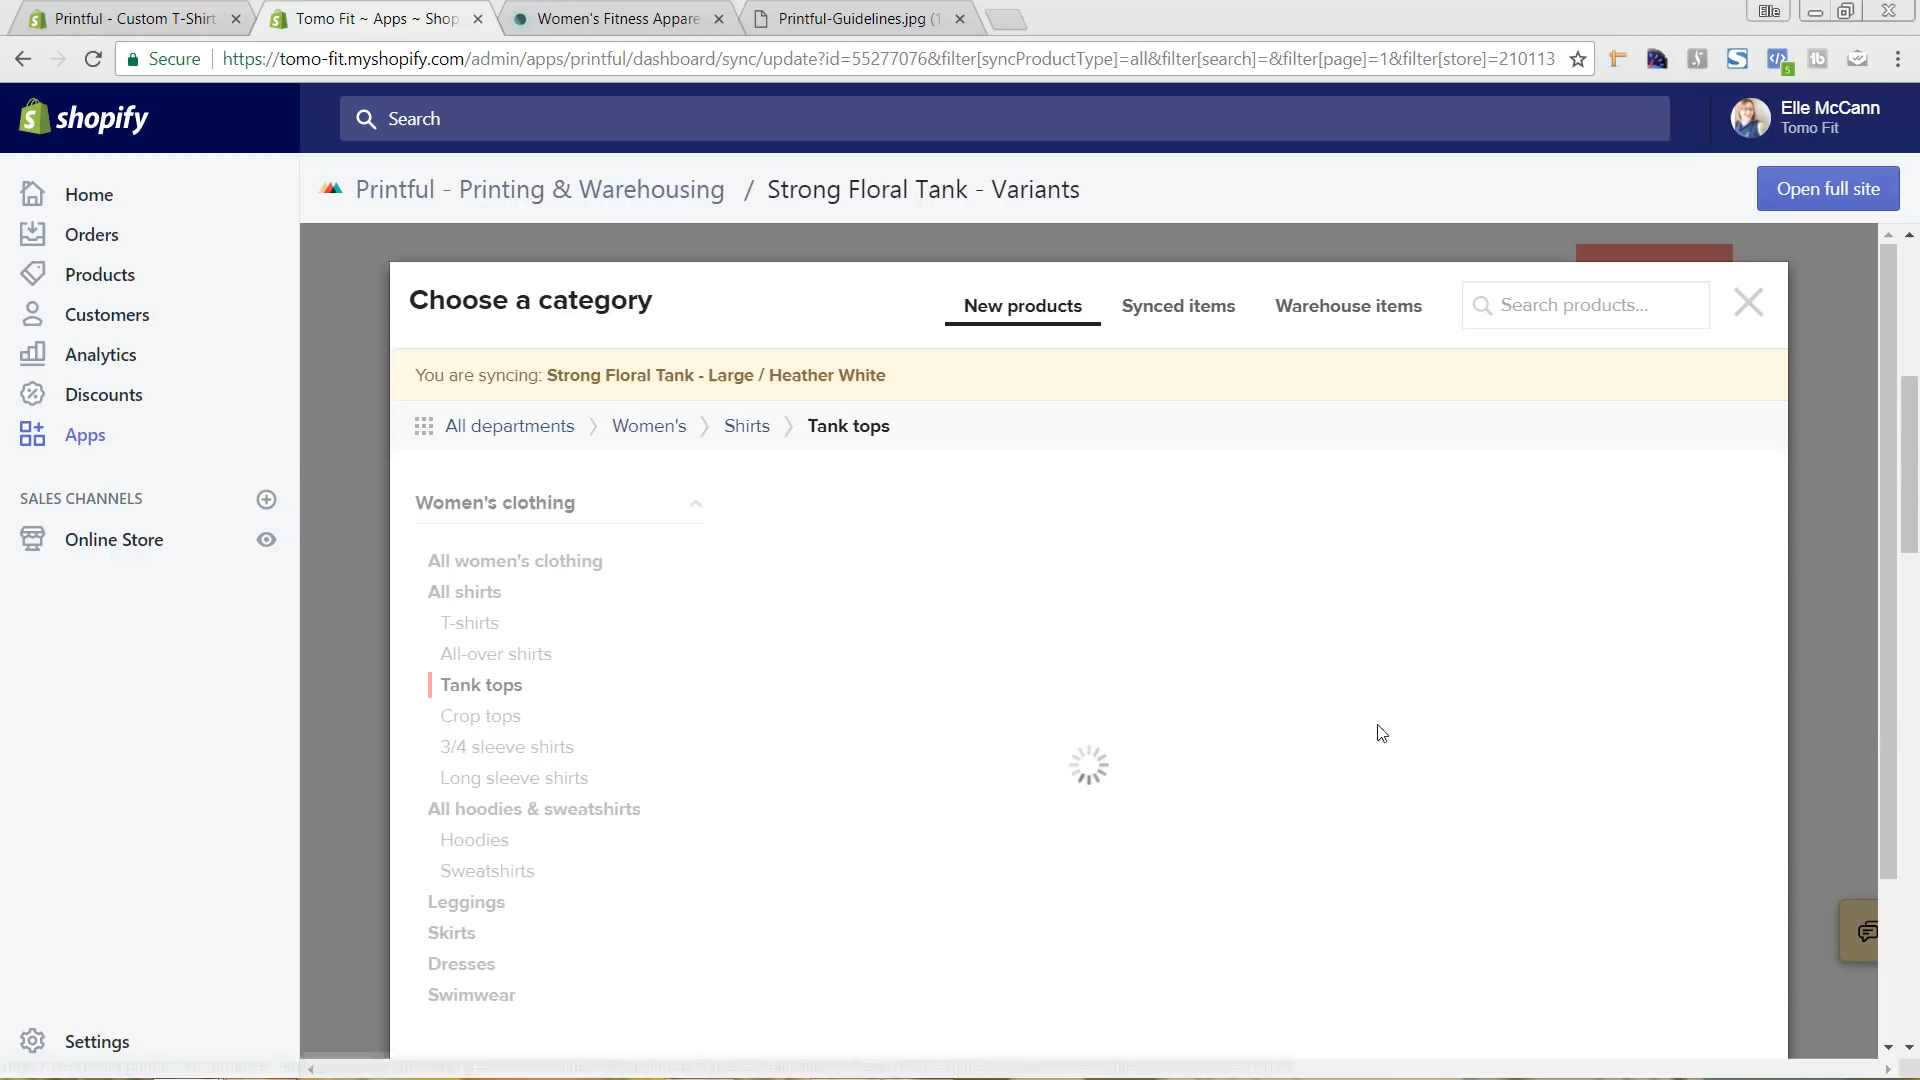 Printful - Custom T-Shirt
Tomo Fit ~ Apps ~ Shop
Women's Fitness Appare
Printful-Guidelines.jpg (1
Elle
Secure
https://tomo-fit.myshopify.com/admin/apps/printful/dashboard/sync/update?id=55277076&filter[syncProductType]=all&filter[search]=&filter[page]=1&filter[store]=210113
5
shopify
Search
Elle McCann
Tomo Fit
Home
Orders
Products
Customers
Analytics
Discounts
Apps
SALES CHANNELS
Online Store
Settings
Printful - Printing & Warehousing / Strong Floral Tank - Variants
Open full site
Choose a category
New products
Synced items
Warehouse items
Search products...
You are syncing: Strong Floral Tank - Large / Heather White
All departments
Women's
Shirts
Tank tops
Women's clothing
All women's clothing
All shirts
T-shirts
All-over shirts
Tank tops
Crop tops
3/4 sleeve shirts
Long sleeve shirts
All hoodies & sweatshirts
Hoodies
Sweatshirts
Leggings
Skirts
Dresses
Swimwear